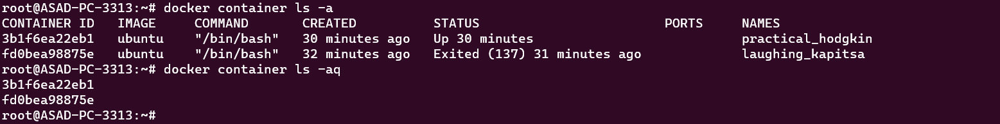 root@ASAD-PC-3313:~# docker container ls -a
CONTAINER ID   IMAGE     COMMAND       CREATED          STATUS                        PORTS     NAMES
3b1f6ea22eb1   ubuntu    "/bin/bash"   30 minutes ago   Up 30 minutes                           practical_hodgkin
fd0bea98875e   ubuntu    "/bin/bash"   32 minutes ago   Exited (137) 31 minutes ago             laughing_kapitsa
root@ASAD-PC-3313:~# docker container ls -aq
3b1f6ea22eb1
fd0bea98875e
root@ASAD-PC-3313:~#